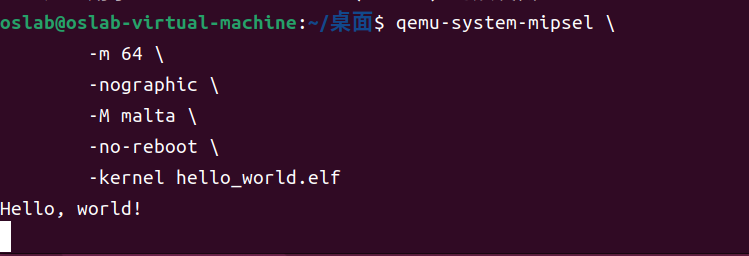 oslab@oslab-virtual-machine:~/桌面$ qemu-system-mipsel \
-m 64 \
-nographic \
-M malta \
-no-reboot \
-kernel hello_world.elf
Hello, world!